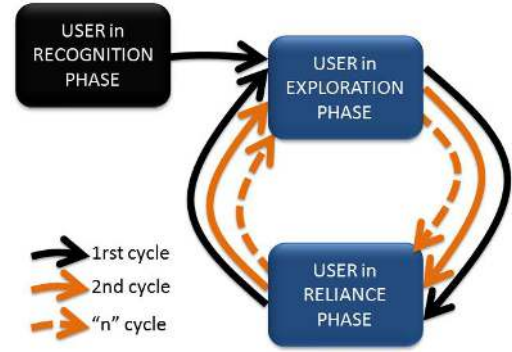 USER in
RECOGNITION
PHASE
USER in
EXPLORATION
PHASE
1rst cycle
2nd cycle
“n” cycle
USER in
RELIANCE
PHASE